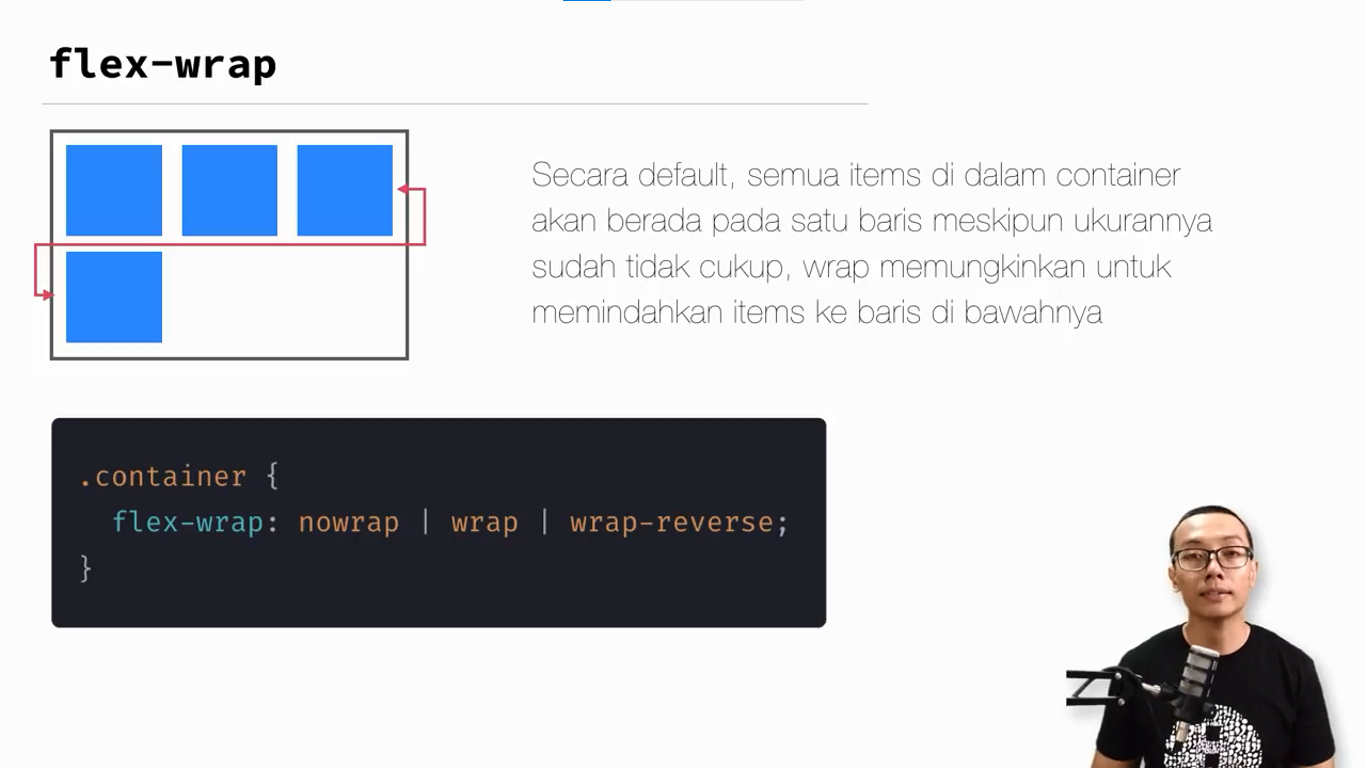 flex-wrap
Secara default, semua items di dalam container
akan berada pada satu baris meskipun ukurannya
sudah tidak cukup, wrap memungkinkan untuk
memindahkan items ke baris di bawahnya
.container {
  flex-wrap: nowrap | wrap | wrap-reverse;
}